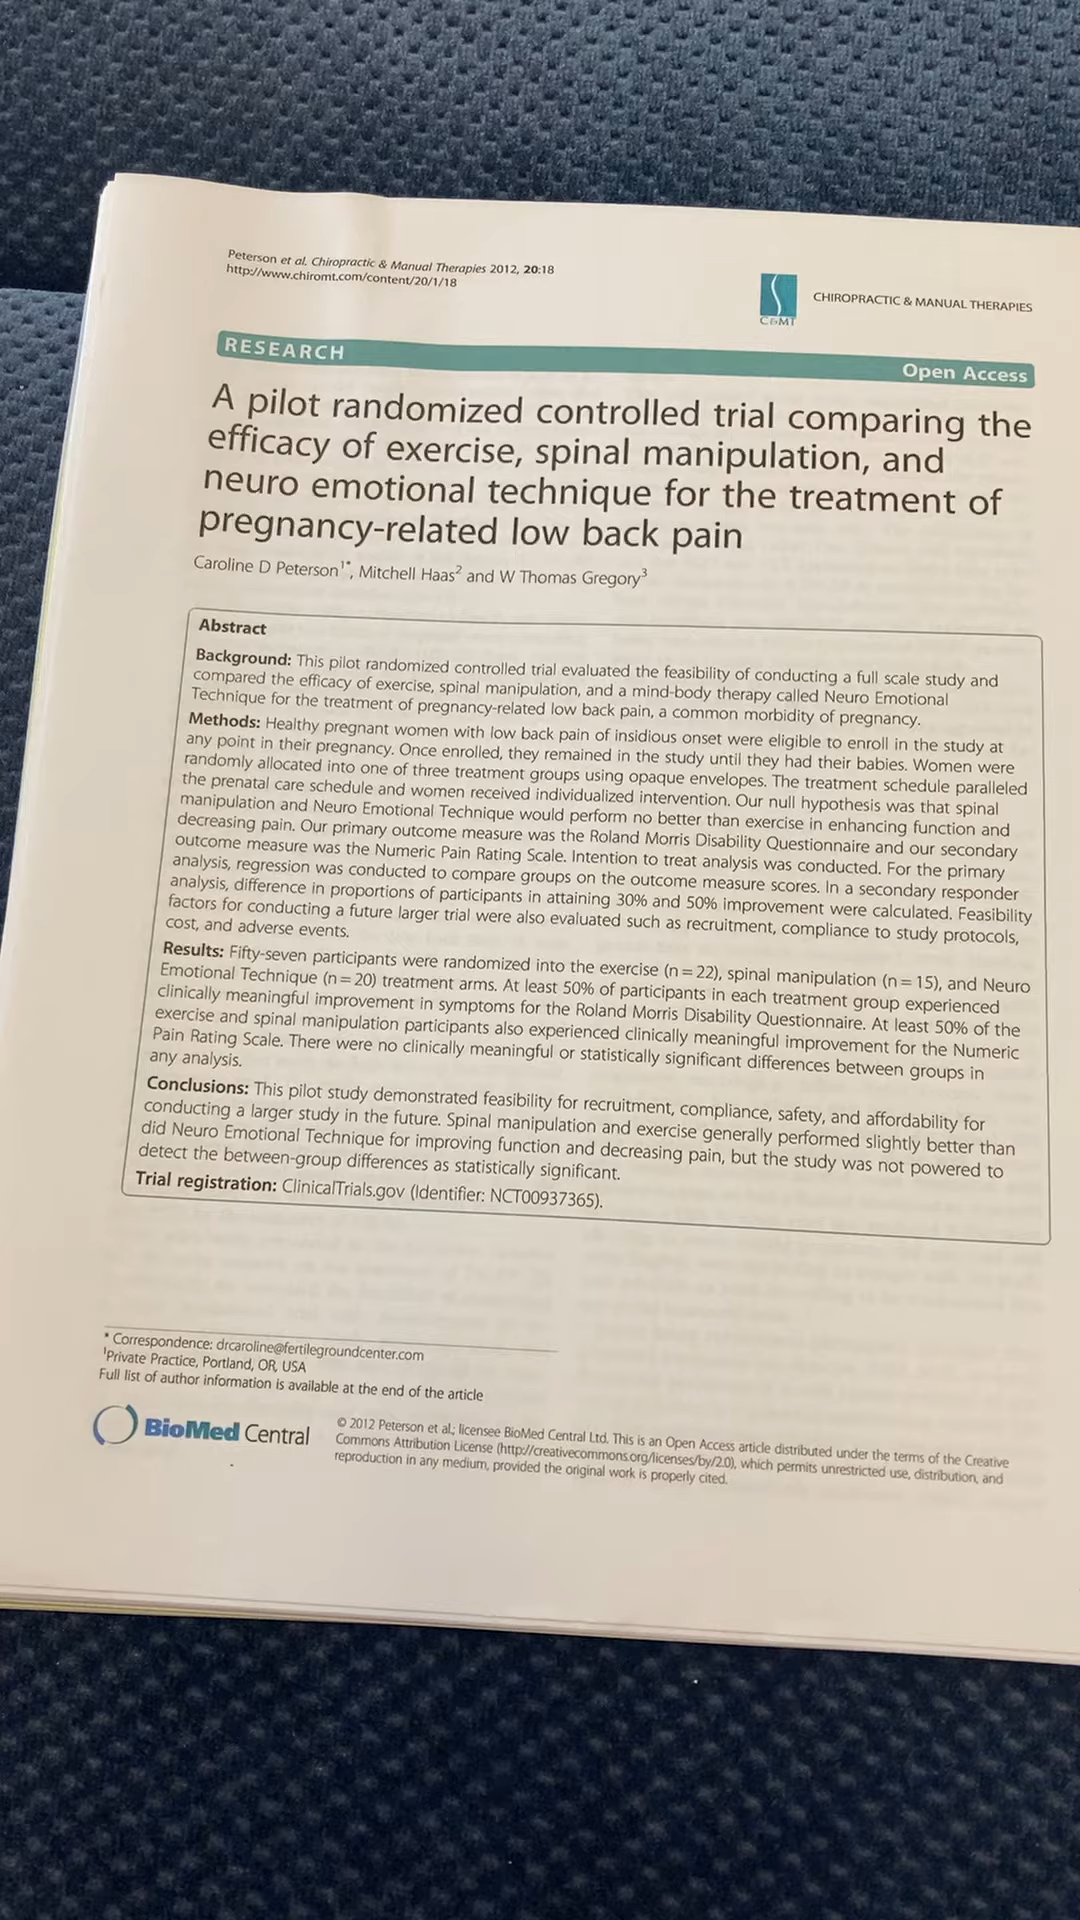 Peterson et al. Chiropractic & Manual Therapies 2012, 20:18
http://www.chiromt.com/content/20/1/18
C&MT
CHIROPRACTIC & MANUAL THERAPIES
RESEARCH
Open Access
A pilot randomized controlled trial comparing the
efficacy of exercise, spinal manipulation, and
neuro emotional technique for the treatment of
pregnancy-related low back pain
Caroline D Peterson1*, Mitchell Haas2 and W Thomas Gregory3
Abstract
Background: This pilot randomized controlled trial evaluated the feasibility of conducting a full scale study and
compared the efficacy of exercise, spinal manipulation, and a mind-body therapy called Neuro Emotional
Technique for the treatment of pregnancy-related low back pain, a common morbidity of pregnancy.
Methods: Healthy pregnant women with low back pain of insidious onset were eligible to enroll in the study at
any point in their pregnancy. Once enrolled, they remained in the study until they had their babies. Women were
randomly allocated into one of three treatment groups using opaque envelopes. The treatment schedule paralleled
the prenatal care schedule and women received individualized intervention. Our null hypothesis was that spinal
manipulation and Neuro Emotional Technique would perform no better than exercise in enhancing function and
decreasing pain. Our primary outcome measure was the Roland Morris Disability Questionnaire and our secondary
outcome measure was the Numeric Pain Rating Scale. Intention to treat analysis was conducted. For the primary
analysis, regression was conducted to compare groups on the outcome measure scores. In a secondary responder
analysis, difference in proportions of participants in attaining 30% and 50% improvement were calculated. Feasibility
factors for conducting a future larger trial were also evaluated such as recruitment, compliance to study protocols,
cost, and adverse events.
Results: Fifty-seven participants were randomized into the exercise (n = 22), spinal manipulation (n = 15), and Neuro
Emotional Technique (n = 20) treatment arms. At least 50% of participants in each treatment group experienced
clinically meaningful improvement in symptoms for the Roland Morris Disability Questionnaire. At least 50% of the
exercise and spinal manipulation participants also experienced clinically meaningful improvement for the Numeric
Pain Rating Scale. There were no clinically meaningful or statistically significant differences between groups in
any analysis.
Conclusions: This pilot study demonstrated feasibility for recruitment, compliance, safety, and affordability for
conducting a larger study in the future. Spinal manipulation and exercise generally performed slightly better than
did Neuro Emotional Technique for improving function and decreasing pain, but the study was not powered to
detect the between-group differences as statistically significant.
Trial registration: ClinicalTrials.gov (Identifier: NCT00937365).
* Correspondence: drcaroline@fertilegroundcenter.com
1Private Practice, Portland, OR, USA
Full list of author information is available at the end of the article
BioMed Central
© 2012 Peterson et al.; licensee BioMed Central Ltd. This is an Open Access article distributed under the terms of the Creative
Commons Attribution License (http://creativecommons.org/licenses/by/2.0), which permits unrestricted use, distribution, and
reproduction in any medium, provided the original work is properly cited.